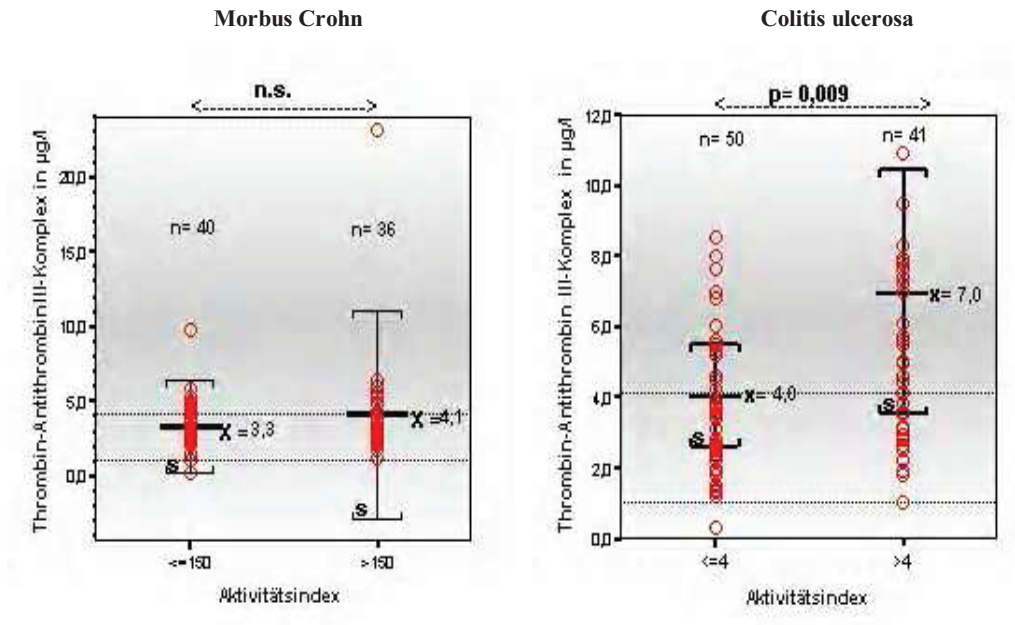 Morbus Crohn
n.s.
Thrombin-AntithrombinIII-Komplex in µg/l
20,0
15,0
10,0
5,0
0,0
n= 40
n= 36
X =3,3
X =4,1
s
s
<=150
>150
Aktivitätsindex
Colitis ulcerosa
p= 0,009
Thrombin-Antithrombin III-Komplex in µg/l
12,0
10,0
8,0
6,0
4,0
2,0
0,0
n= 50
n= 41
x= 4,0
x= 7,0
s
s
<=4
>4
Aktivitätsindex